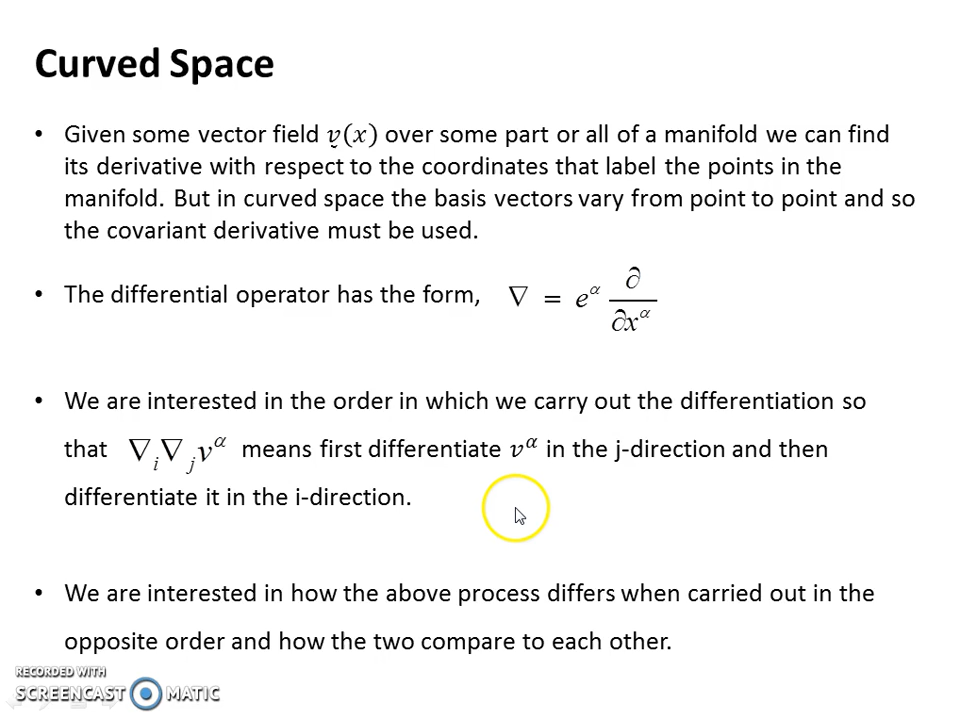 Curved Space
• Given some vector field v(x) over some part or all of a manifold we can find
its derivative with respect to the coordinates that label the points in the
manifold. But in curved space the basis vectors vary from point to point and so
the covariant derivative must be used.
• The differential operator has the form, ∇ = e^α ∂/∂x^α
• We are interested in the order in which we carry out the differentiation so
that ∇_i∇_j v^α means first differentiate v^α in the j-direction and then
differentiate it in the i-direction.
• We are interested in how the above process differs when carried out in the
opposite order and how the two compare to each other.
RECORDED WITH
SCREENCAST MATIC